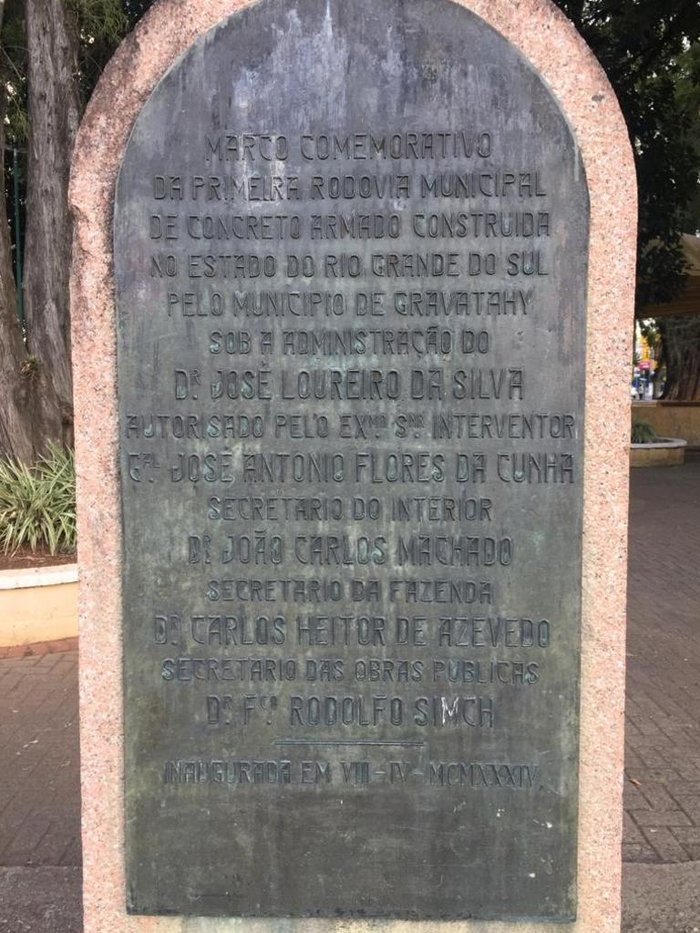 MARCO COMEMORATIVO
DA PRIMEIRA RODOVIA MUNICIPAL
DE CONCRETO ARMADO CONSTRUIDA
NO ESTADO DO RIO GRANDE DO SUL
PELO MUNICIPIO DE GRAVATAHY
SOB A ADMINISTRAÇÃO DO
DR. JOSÉ LOUREIRO DA SILVA
AUTORISADO PELO EXMO. SNR. INTERVENTOR
GAL. JOSE ANTONIO FLORES DA CUNHA
SECRETARIO DO INTERIOR
DR. JOÃO CARLOS MACHADO
SECRETARIO DA FAZENDA
DR. CARLOS HEITOR DE AZEVEDO
SECRETARIO DAS OBRAS PUBLICAS
DR. FCO. RODOLFO SIMCH
INAUGURADA EM VIII-IV-MCMXXXIV